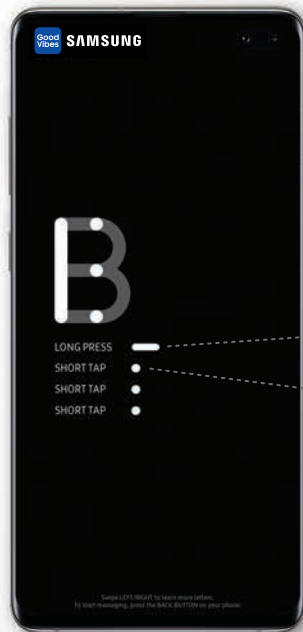 Good
Vibes
SAMSUNG
B
LONG PRESS
SHORT TAP
SHORT TAP
SHORT TAP
Swipe LEFT/RIGHT to learn more letters.
To start messaging, press the BACK BUTTON on your phone.